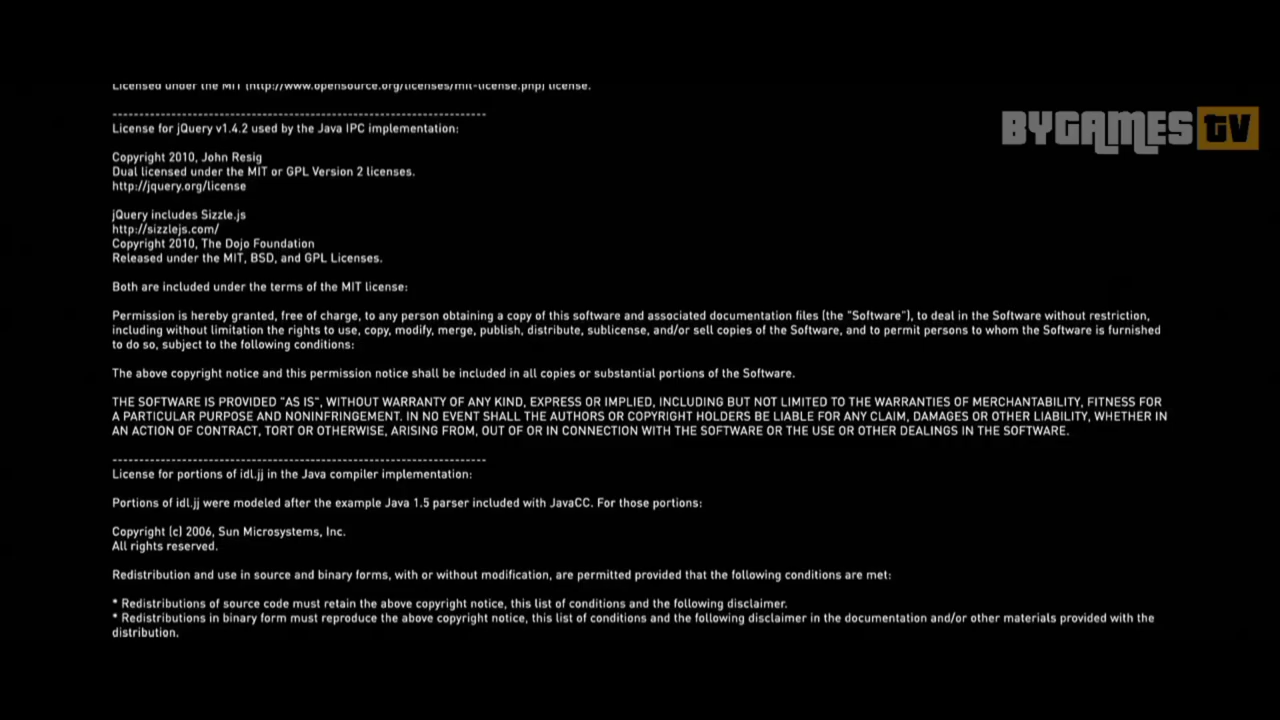 Licensed under the MIT (http://www.opensource.org/licenses/mit-license.php) license.
----------------------------------------------------------------------
License for jQuery v1.4.2 used by the Java IPC implementation:
BYGAMES TV
Copyright 2010, John Resig
Dual licensed under the MIT or GPL Version 2 licenses.
http://jquery.org/license
jQuery includes Sizzle.js
http://sizzlejs.com/
Copyright 2010, The Dojo Foundation
Released under the MIT, BSD, and GPL Licenses.
Both are included under the terms of the MIT license:
Permission is hereby granted, free of charge, to any person obtaining a copy of this software and associated documentation files (the "Software"), to deal in the Software without restriction,
including without limitation the rights to use, copy, modify, merge, publish, distribute, sublicense, and/or sell copies of the Software, and to permit persons to whom the Software is furnished
to do so, subject to the following conditions:
The above copyright notice and this permission notice shall be included in all copies or substantial portions of the Software.
THE SOFTWARE IS PROVIDED "AS IS", WITHOUT WARRANTY OF ANY KIND, EXPRESS OR IMPLIED, INCLUDING BUT NOT LIMITED TO THE WARRANTIES OF MERCHANTABILITY, FITNESS FOR
A PARTICULAR PURPOSE AND NONINFRINGEMENT. IN NO EVENT SHALL THE AUTHORS OR COPYRIGHT HOLDERS BE LIABLE FOR ANY CLAIM, DAMAGES OR OTHER LIABILITY, WHETHER IN
AN ACTION OF CONTRACT, TORT OR OTHERWISE, ARISING FROM, OUT OF OR IN CONNECTION WITH THE SOFTWARE OR THE USE OR OTHER DEALINGS IN THE SOFTWARE.
----------------------------------------------------------------------
License for portions of idl.jj in the Java compiler implementation:
Portions of idl.jj were modeled after the example Java 1.5 parser included with JavaCC. For those portions:
Copyright (c) 2006, Sun Microsystems, Inc.
All rights reserved.
Redistribution and use in source and binary forms, with or without modification, are permitted provided that the following conditions are met:
* Redistributions of source code must retain the above copyright notice, this list of conditions and the following disclaimer.
* Redistributions in binary form must reproduce the above copyright notice, this list of conditions and the following disclaimer in the documentation and/or other materials provided with the
distribution.